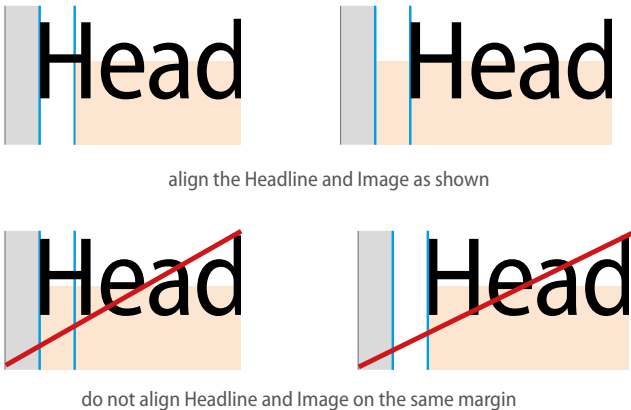 Head
Head
align the Headline and Image as shown
Head
Head
do not align Headline and Image on the same margin